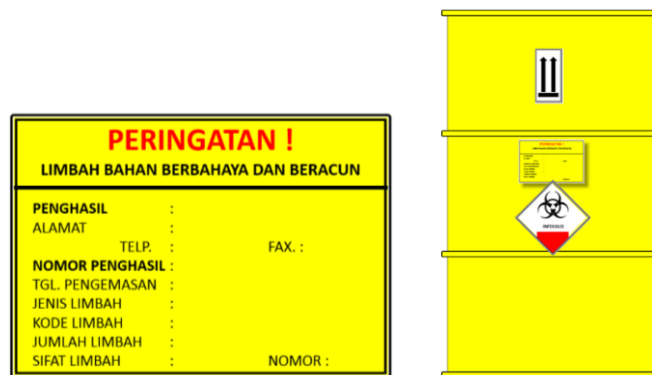 PERINGATAN !
LIMBAH BAHAN BERBAHAYA DAN BERACUN
PENGHASIL :
ALAMAT :
TELP. : FAX. :
NOMOR PENGHASIL :
TGL. PENGEMASAN :
JENIS LIMBAH :
KODE LIMBAH :
JUMLAH LIMBAH :
SIFAT LIMBAH : NOMOR :
PERINGATAN !
INFEKSIUS